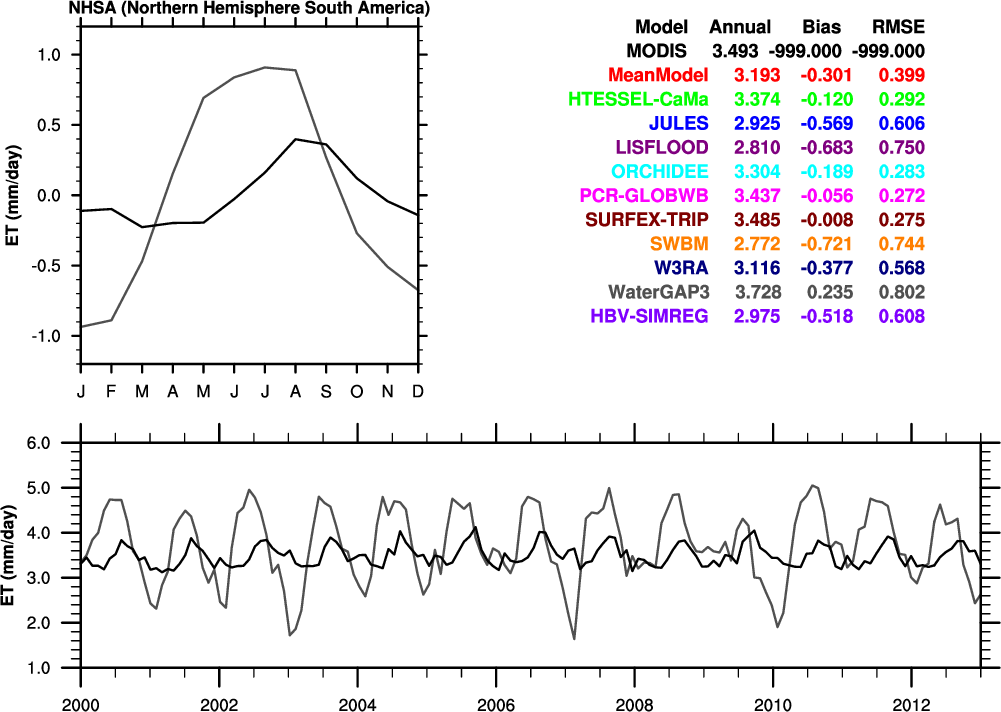 NHSA (Northern Hemisphere South America)
Model Annual Bias RMSE
MODIS 3.493 -999.000 -999.000
MeanModel 3.193 -0.301 0.399
HTESSEL-CaMa 3.374 -0.120 0.292
JULES 2.925 -0.569 0.606
LISFLOOD 2.810 -0.683 0.750
ORCHIDEE 3.304 -0.189 0.283
PCR-GLOBWB 3.437 -0.056 0.272
SURFEX-TRIP 3.485 -0.008 0.275
SWBM 2.772 -0.721 0.744
W3RA 3.116 -0.377 0.568
WaterGAP3 3.728 0.235 0.802
HBV-SIMREG 2.975 -0.518 0.608
ET (mm/day)
1.0
0.5
0.0
-0.5
-1.0
J F M A M J J A S O N D
ET (mm/day)
6.0
5.0
4.0
3.0
2.0
1.0
2000 2002 2004 2006 2008 2010 2012